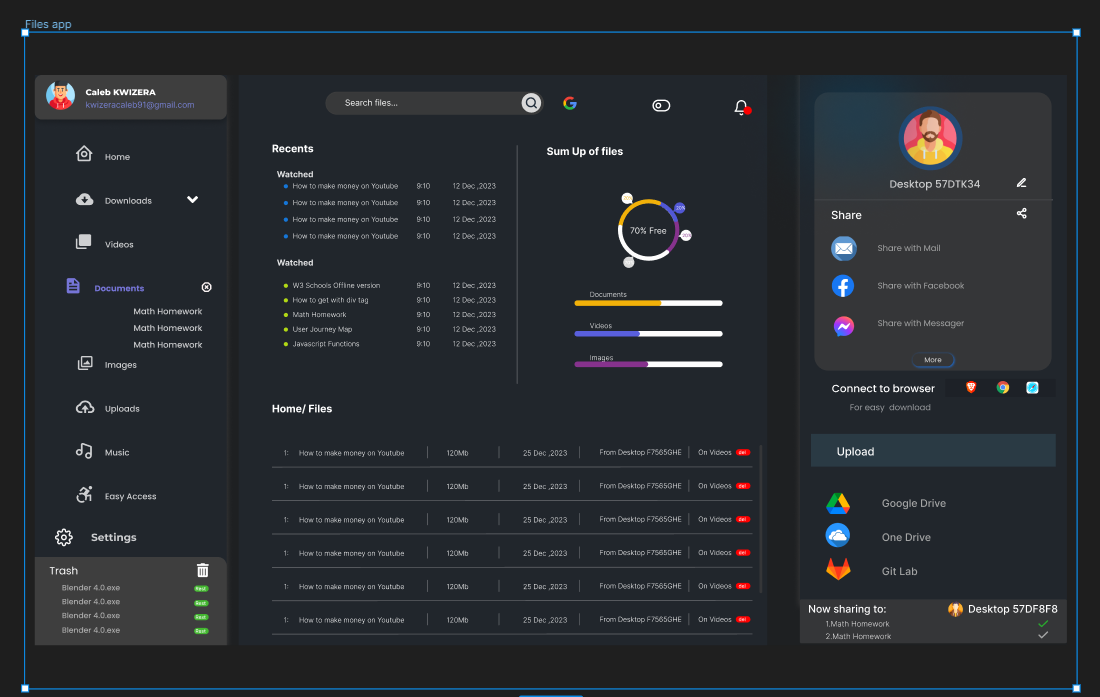 Files app
Caleb KWIZERA
kwizeracaleb91@gmail.com
Home
Downloads
Videos
Documents
Math Homework
Math Homework
Math Homework
Images
Uploads
Music
Easy Access
Settings
Trash
Blender 4.0.exe Rest
Blender 4.0.exe Rest
Blender 4.0.exe Rest
Blender 4.0.exe Rest
Search files...
Recents
Watched
How to make money on Youtube 9:10 12 Dec ,2023
How to make money on Youtube 9:10 12 Dec ,2023
How to make money on Youtube 9:10 12 Dec ,2023
How to make money on Youtube 9:10 12 Dec ,2023
Watched
W3 Schools Offline version 9:10 12 Dec ,2023
How to get with div tag 9:10 12 Dec ,2023
Math Homework 9:10 12 Dec ,2023
User Journey Map 9:10 12 Dec ,2023
Javascript Functions 9:10 12 Dec ,2023
Sum Up of files
20%
70% Free
Documents
Videos
Images
Home/ Files
1: How to make money on Youtube 120Mb 25 Dec ,2023 From Desktop F7565GHE On Videos del
1: How to make money on Youtube 120Mb 25 Dec ,2023 From Desktop F7565GHE On Videos del
1: How to make money on Youtube 120Mb 25 Dec ,2023 From Desktop F7565GHE On Videos del
1: How to make money on Youtube 120Mb 25 Dec ,2023 From Desktop F7565GHE On Videos del
1: How to make money on Youtube 120Mb 25 Dec ,2023 From Desktop F7565GHE On Videos del
1: How to make money on Youtube 120Mb 25 Dec ,2023 From Desktop F7565GHE On Videos del
Desktop 57DTK34
Share
Share with Mail
Share with Facebook
Share with Messager
More
Connect to browser
For easy download
Upload
Google Drive
One Drive
Git Lab
Now sharing to: Desktop 57DF8F8
1.Math Homework
2.Math Homework